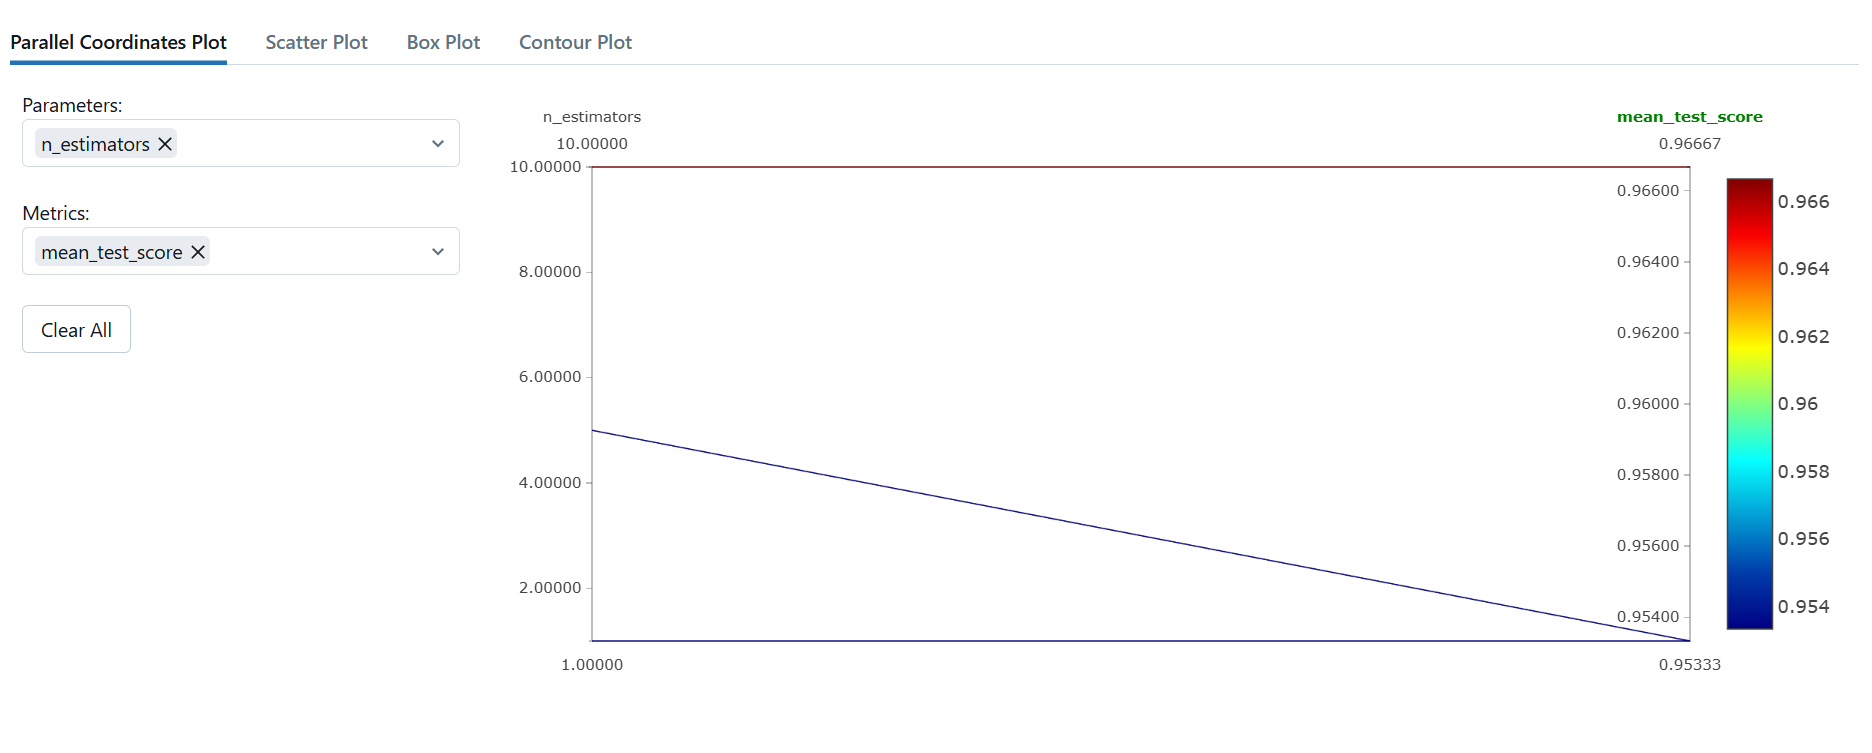 Parallel Coordinates Plot Scatter Plot Box Plot Contour Plot
Parameters:
n_estimators
Metrics:
mean_test_score
Clear All
n_estimators
10.00000
10.00000
8.00000
6.00000
4.00000
2.00000
1.00000
mean_test_score
0.96667
0.96600
0.96400
0.96200
0.96000
0.95800
0.95600
0.95400
0.95333
0.966
0.964
0.962
0.96
0.958
0.956
0.954